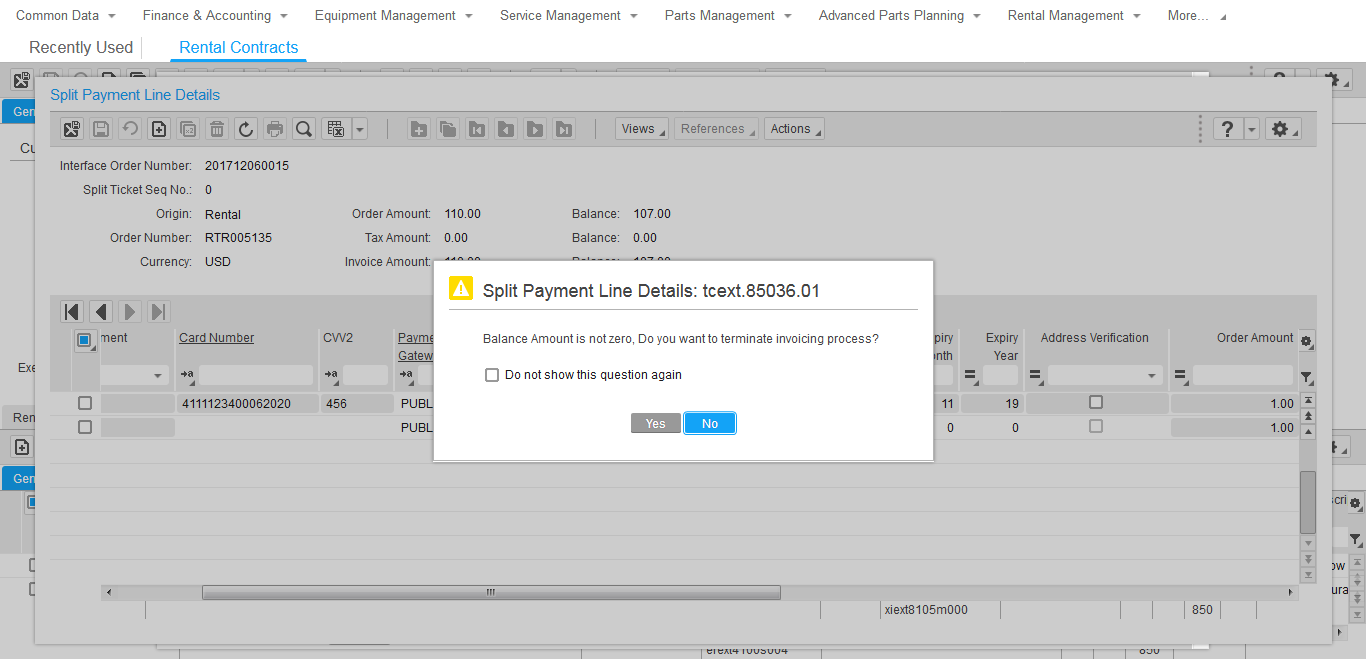 Common Data Finance & Accounting Equipment Management Service Management Parts Management Advanced Parts Planning Rental Management More...
Recently Used Rental Contracts
Split Payment Line Details
Gen
Views References Actions ?
Cu
Interface Order Number: 201712060015
Split Ticket Seq No.: 0
Origin: Rental Order Amount: 110.00 Balance: 107.00
Order Number: RTR005135 Tax Amount: 0.00 Balance: 0.00
Currency: USD Invoice Amount: 110.00 Balance: 107.00
Split Payment Line Details: tcext.85036.01
Balance Amount is not zero, Do you want to terminate invoicing process?
Do not show this question again
Yes No
ment Card Number CVV2 Payme Gatew piry onth Expiry Year Address Verification Order Amount
Exe
4111123400062020 456 PUBL 11 19 1.00
Ren
PUBL 0 0 1.00
Gen
scri
ow
ura
xiext8105m000 850
erext4100s004 850